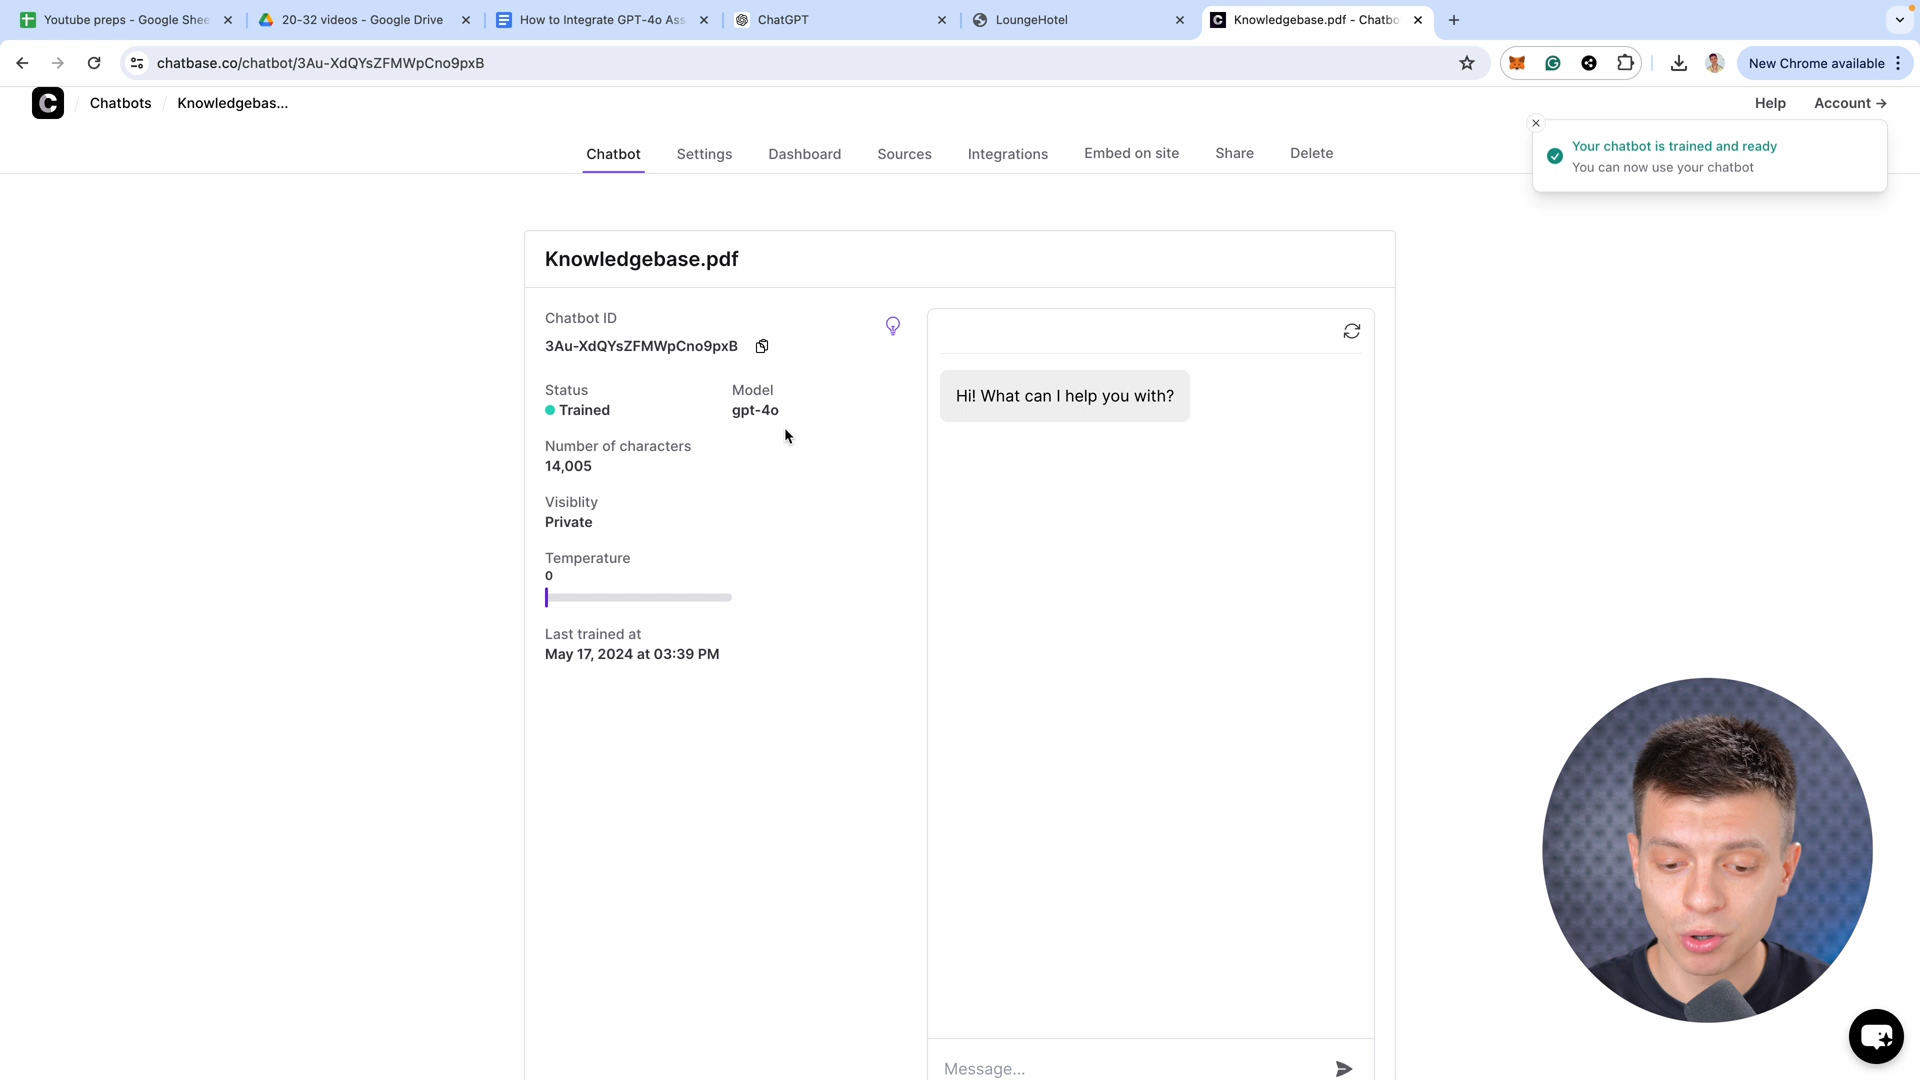 Youtube preps - Google Shee
20-32 videos - Google Drive
How to Integrate GPT-4o Ass
ChatGPT
LoungeHotel
Knowledgebase.pdf - Chatbo
chatbase.co/chatbot/3Au-XdQYsZFMWpCno9pxB
New Chrome available
Chatbots
Knowledgebas...
Help
Account →
Chatbot
Settings
Dashboard
Sources
Integrations
Embed on site
Share
Delete
Your chatbot is trained and ready
You can now use your chatbot
Knowledgebase.pdf
Chatbot ID
3Au-XdQYsZFMWpCno9pxB
Status
Trained
Model
gpt-4o
Number of characters
14,005
Visiblity
Private
Temperature
0
Last trained at
May 17, 2024 at 03:39 PM
Hi! What can I help you with?
Message...